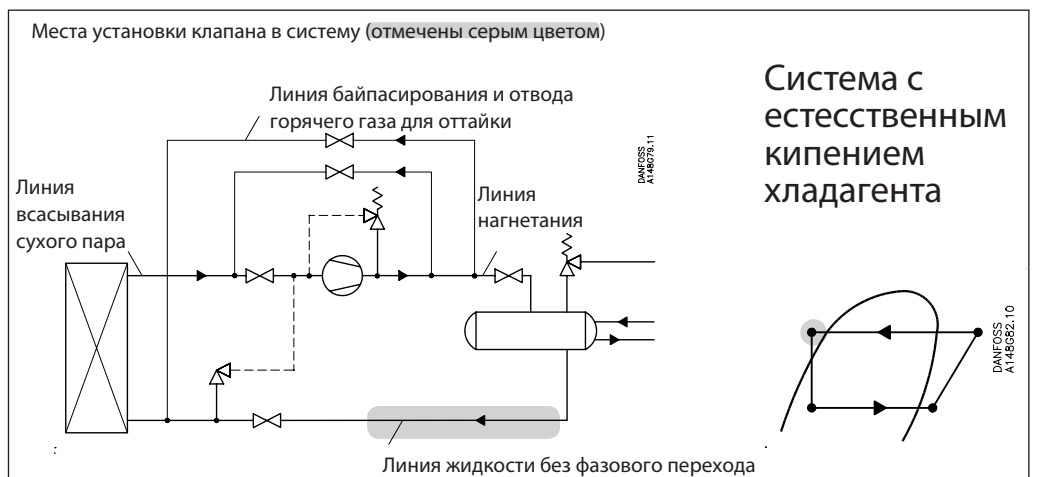 Места установки клапана в систему (отмечены серым цветом)
Линия байпасирования и отвода
горячего газа для оттайки
Линия
всасывания
сухого пара
Линия
нагнетания
DANFOSS
A148G79.11
Система с
естесственным
кипением
хладагента
DANFOSS
A148G82.10
Линия жидкости без фазового перехода